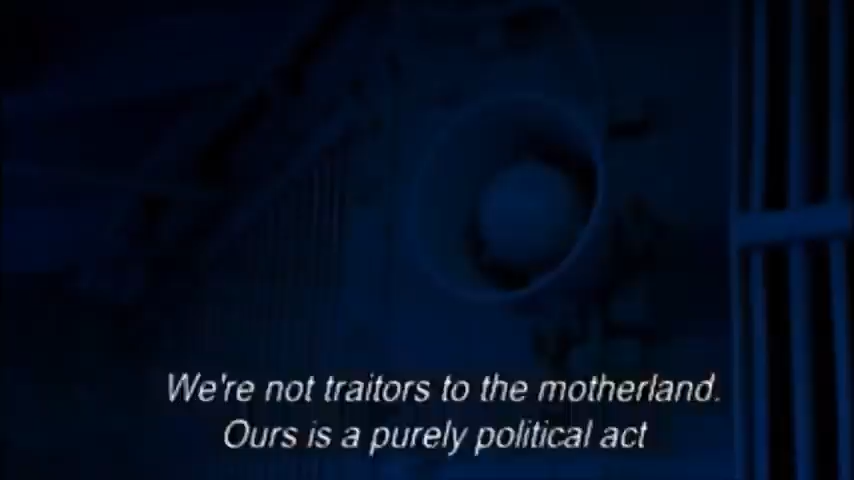 We're not traitors to the motherland.
Ours is a purely political act